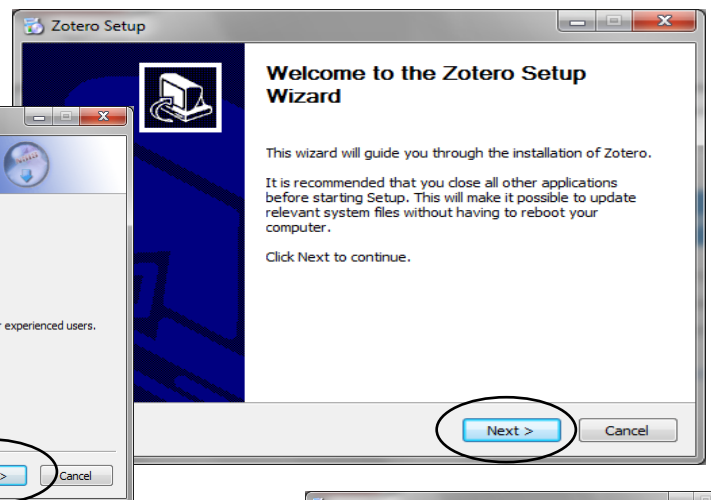 Zotero Setup
Welcome to the Zotero Setup
Wizard
This wizard will guide you through the installation of Zotero.
It is recommended that you close all other applications
before starting Setup. This will make it possible to update
relevant system files without having to reboot your
computer.
Click Next to continue.
Next >
Cancel
experienced users.
>
Cancel